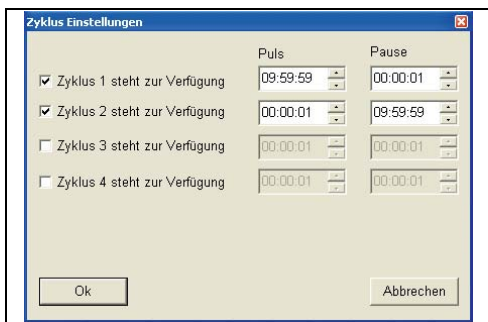 Zyklus Einstellungen
Puls Pause
Zyklus 1 steht zur Verfügung 09:59:59 00:00:01
Zyklus 2 steht zur Verfügung 00:00:01 09:59:59
Zyklus 3 steht zur Verfügung 00:00:01 00:00:01
Zyklus 4 steht zur Verfügung 00:00:01 00:00:01
Ok Abbrechen